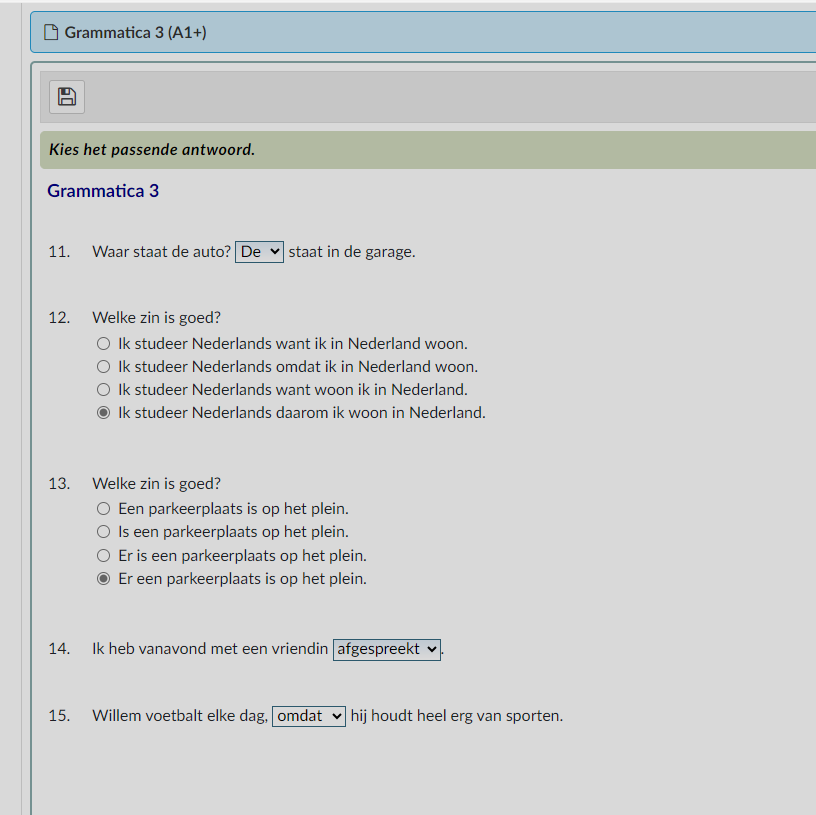 Grammatica 3 (A1+)
Kies het passende antwoord.
Grammatica 3
11. Waar staat de auto? De staat in de garage.
12. Welke zin is goed?
Ik studeer Nederlands want ik in Nederland woon.
Ik studeer Nederlands omdat ik in Nederland woon.
Ik studeer Nederlands want woon ik in Nederland.
Ik studeer Nederlands daarom ik woon in Nederland.
13. Welke zin is goed?
Een parkeerplaats is op het plein.
Is een parkeerplaats op het plein.
Er is een parkeerplaats op het plein.
Er een parkeerplaats is op het plein.
14. Ik heb vanavond met een vriendin afgespreekt.
15. Willem voetbalt elke dag, omdat hij houdt heel erg van sporten.